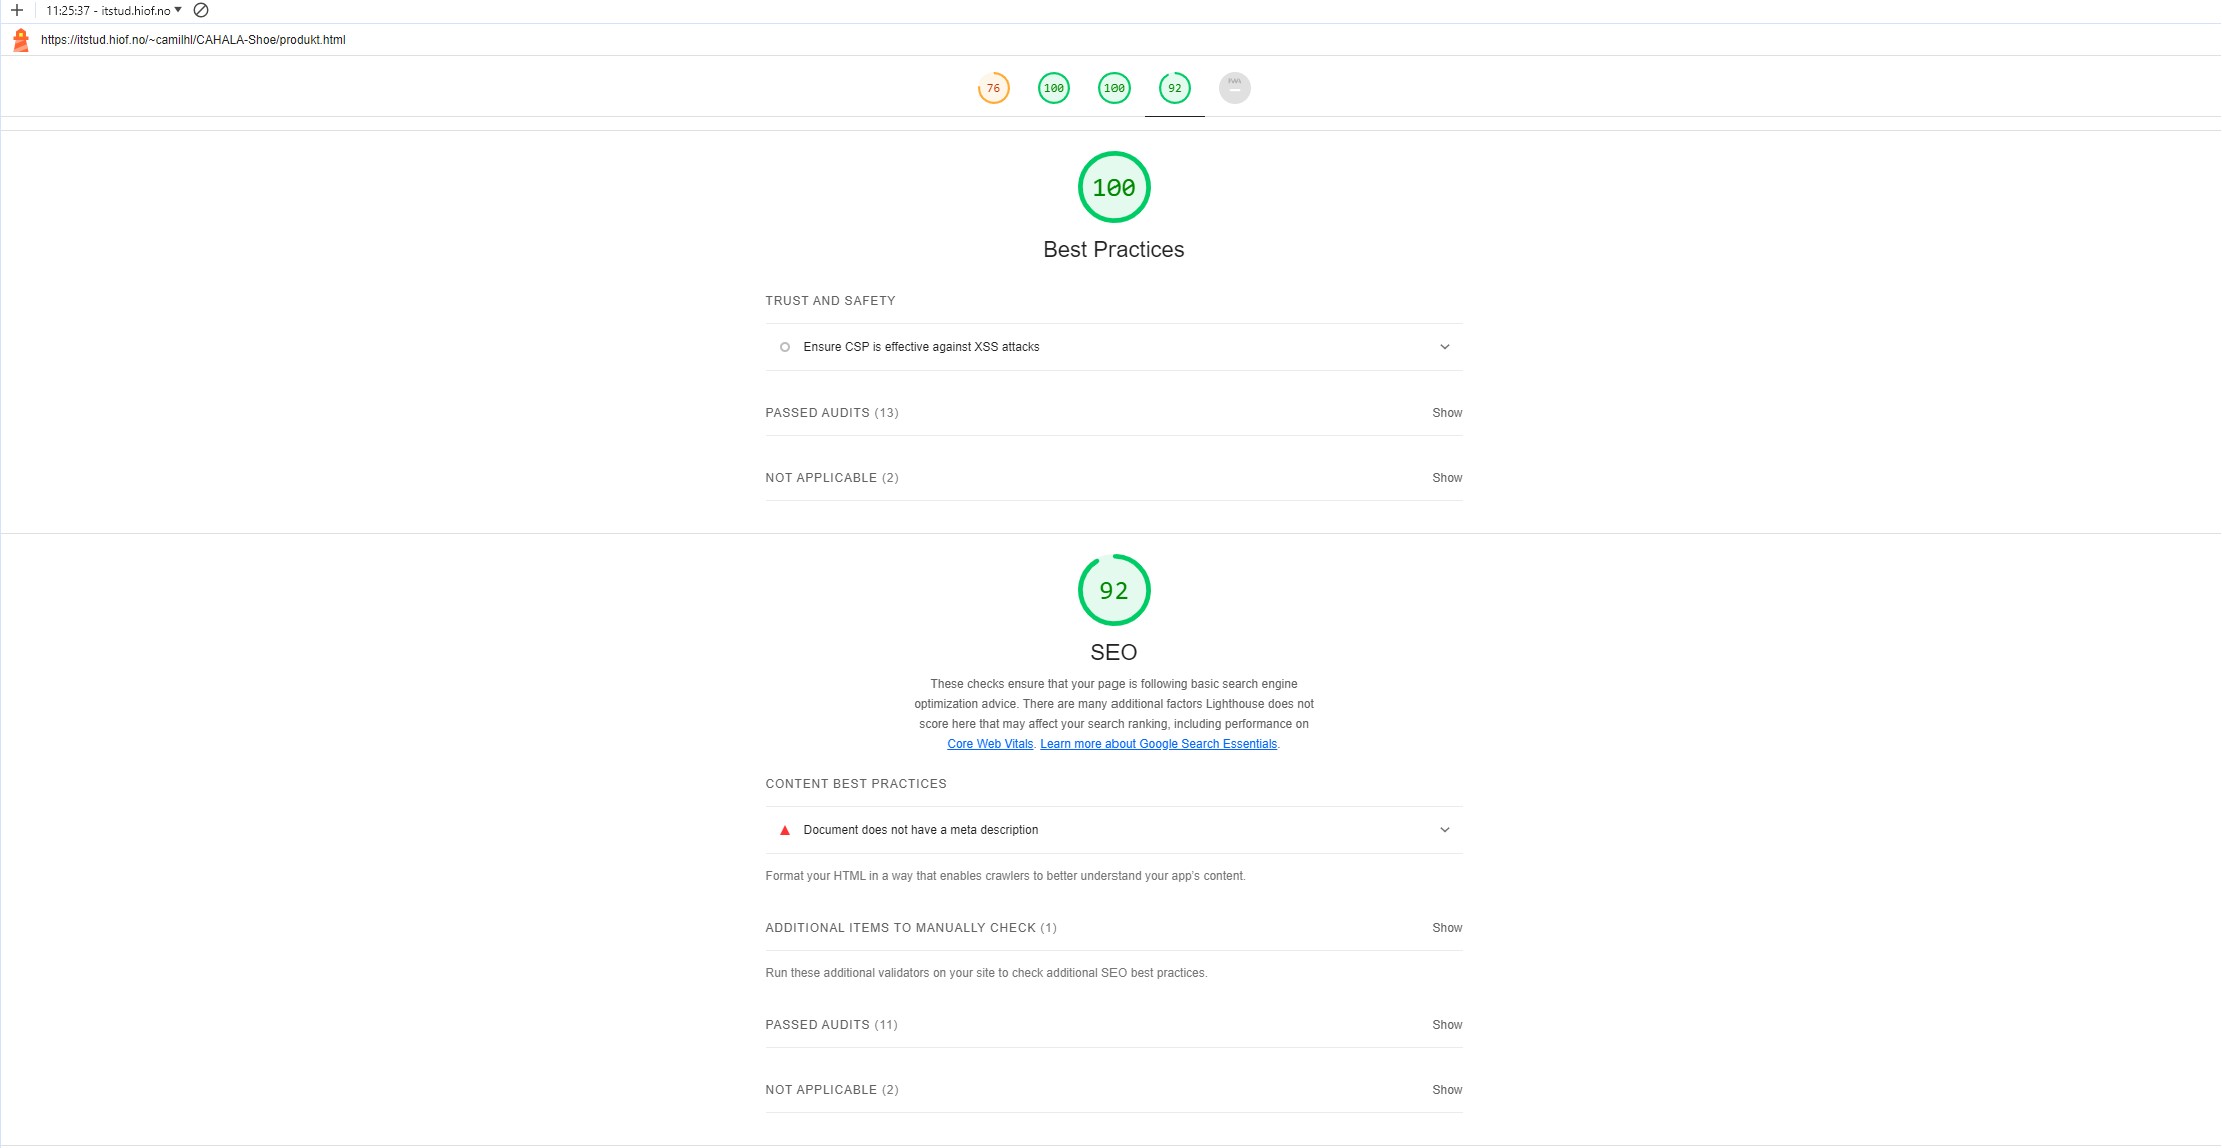 11:25:37 - itstud.hiof.no
https://itstud.hiof.no/~camilhl/CAHALA-Shoe/produkt.html
76 100 100 92 PWA
100
Best Practices
TRUST AND SAFETY
Ensure CSP is effective against XSS attacks
PASSED AUDITS (13) Show
NOT APPLICABLE (2) Show
92
SEO
These checks ensure that your page is following basic search engine
optimization advice. There are many additional factors Lighthouse does not
score here that may affect your search ranking, including performance on
Core Web Vitals. Learn more about Google Search Essentials.
CONTENT BEST PRACTICES
Document does not have a meta description
Format your HTML in a way that enables crawlers to better understand your app's content.
ADDITIONAL ITEMS TO MANUALLY CHECK (1) Show
Run these additional validators on your site to check additional SEO best practices.
PASSED AUDITS (11) Show
NOT APPLICABLE (2) Show